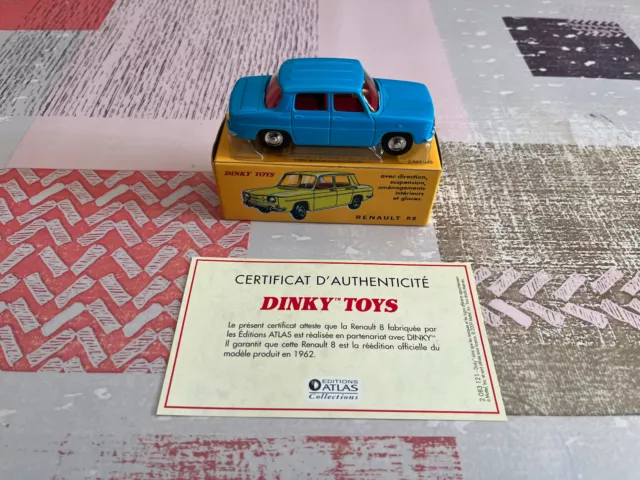 DINKY TOYS
avec direction,
suspension,
aménagements
intérieurs
et glaces.
RENAULT R8
CERTIFICAT D'AUTHENTICITÉ
DINKY™ TOYS
Le présent certificat atteste que la Renault 8 fabriquée par
les Éditions ATLAS est réalisée en partenariat avec DINKY™.
Il garantit que cette Renault 8 est la réédition officielle du
modèle produit en 1962.
EDITIONS
ATLAS
Collections